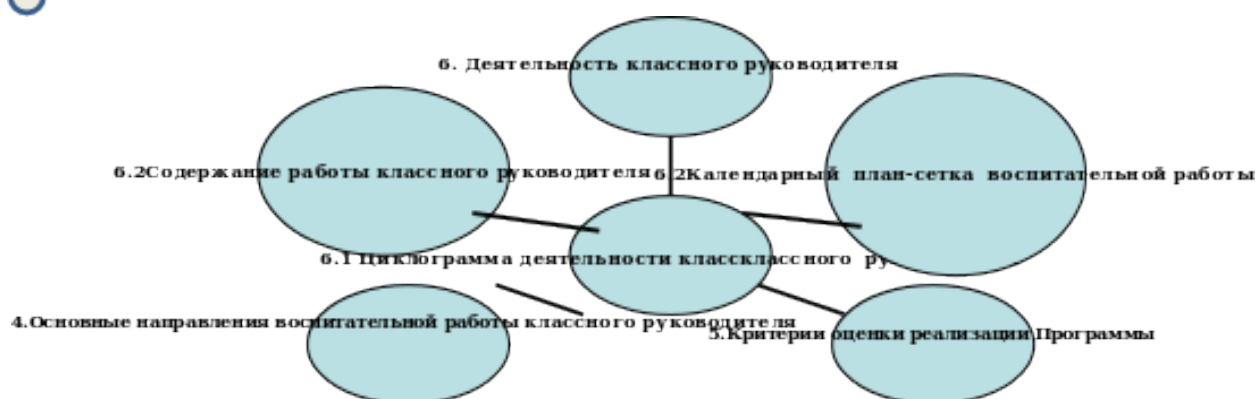 6. Деятельность классного руководителя
6.2Содержание работы классного руководителя
6.2Календарный план-сетка воспитательной работы
6.1 Циклограмма деятельности классклассного ру
4.Основные направления воспитательной работы классного руководителя
5.Критерии оценки реализации Программы